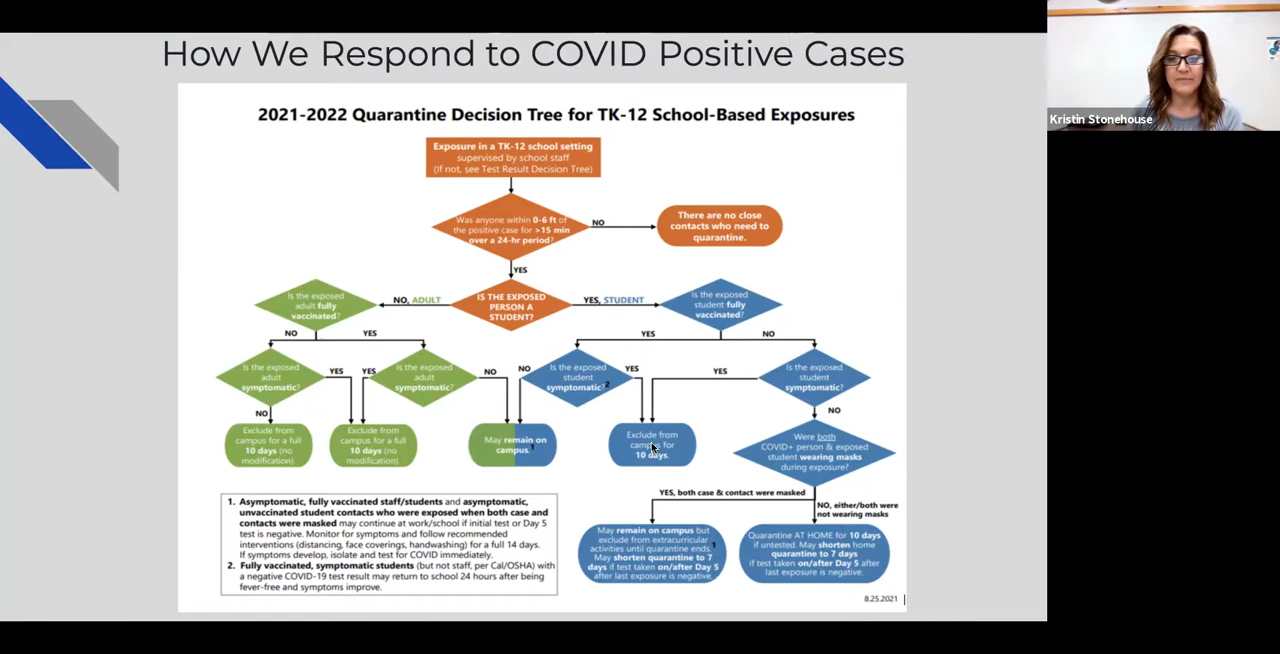 How We Respond to COVID Positive Cases
Kristin Stonehouse
2021-2022 Quarantine Decision Tree for TK-12 School-Based Exposures
Exposure in a TK-12 school setting
supervised by school staff
(If not, see Test Result Decision Tree)
Was anyone within 0-6 ft of
the positive case for >15 min
over a 24-hr period?
NO
There are no close
contacts who need to
quarantine.
YES
Is the exposed
adult fully
vaccinated?
NO, ADULT
IS THE EXPOSED
PERSON A
STUDENT?
YES, STUDENT
Is the exposed
student fully
vaccinated?
NO
YES
YES
NO
Is the exposed
adult
symptomatic?
YES
YES
Is the exposed
adult
symptomatic?
NO
NO
Is the exposed
student
symptomatic?2
YES
YES
Is the exposed
student
symptomatic?
NO
NO
Exclude from
campus for a full
10 days (no
modification).
Exclude from
campus for a full
10 days (no
modification).
May remain on
campus.1
Exclude from
campus for
10 days.
Were both
COVID+ person & exposed
student wearing masks
during exposure?
YES, both case & contact were masked
NO, either/both were
not wearing masks
1. Asymptomatic, fully vaccinated staff/students and asymptomatic,
unvaccinated student contacts who were exposed when both case and
contacts were masked may continue at work/school if initial test or Day 5
test is negative. Monitor for symptoms and follow recommended
interventions (distancing, face coverings, handwashing) for a full 14 days.
If symptoms develop, isolate and test for COVID immediately.
2. Fully vaccinated, symptomatic students (but not staff, per Cal/OSHA) with
a negative COVID-19 test result may return to school 24 hours after being
fever-free and symptoms improve.
May remain on campus but
exclude from extracurricular
activities until quarantine ends.1
May shorten quarantine to 7
days if test taken on/after Day 5
after last exposure is negative.
Quarantine AT HOME for 10 days
if untested. May shorten home
quarantine to 7 days
if test taken on/after Day 5 after
last exposure is negative.
8.25.2021